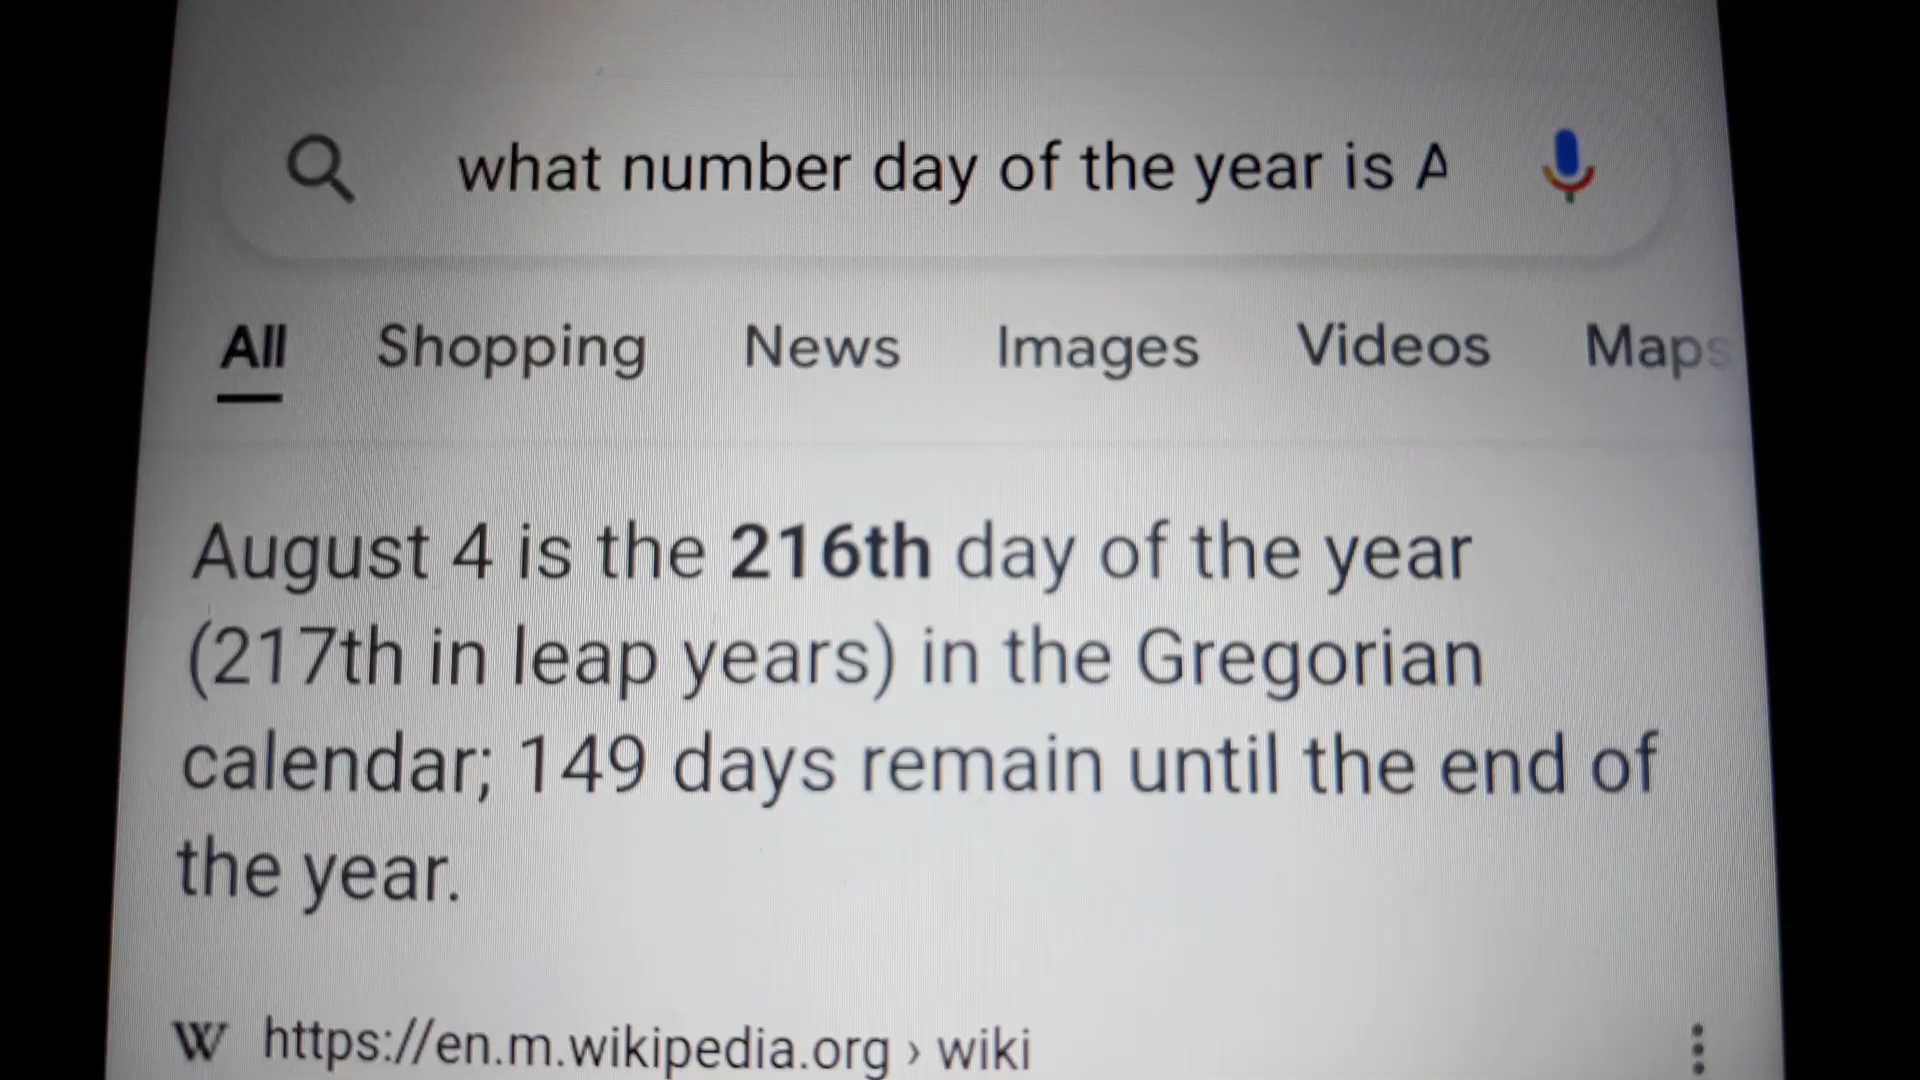 what number day of the year is A
All Shopping News Images Videos Maps
August 4 is the 216th day of the year
(217th in leap years) in the Gregorian
calendar; 149 days remain until the end of
the year.
W https://en.m.wikipedia.org › wiki